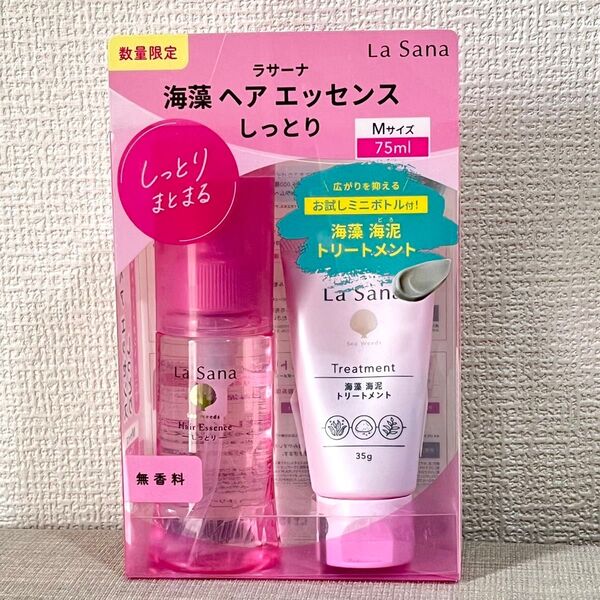 数量限定
La Sana
ラサーナ
海藻 ヘア エッセンス
しっとり
Mサイズ
75ml
しっとり
まとまる
広がりを抑える
お試しミニボトル付!
海藻 海泥
どろ
トリートメント
La Sana
Sea Weeds
Treatment
海藻 海泥
トリートメント
35g
La Sana
Hair Essence
しっとり
無香料